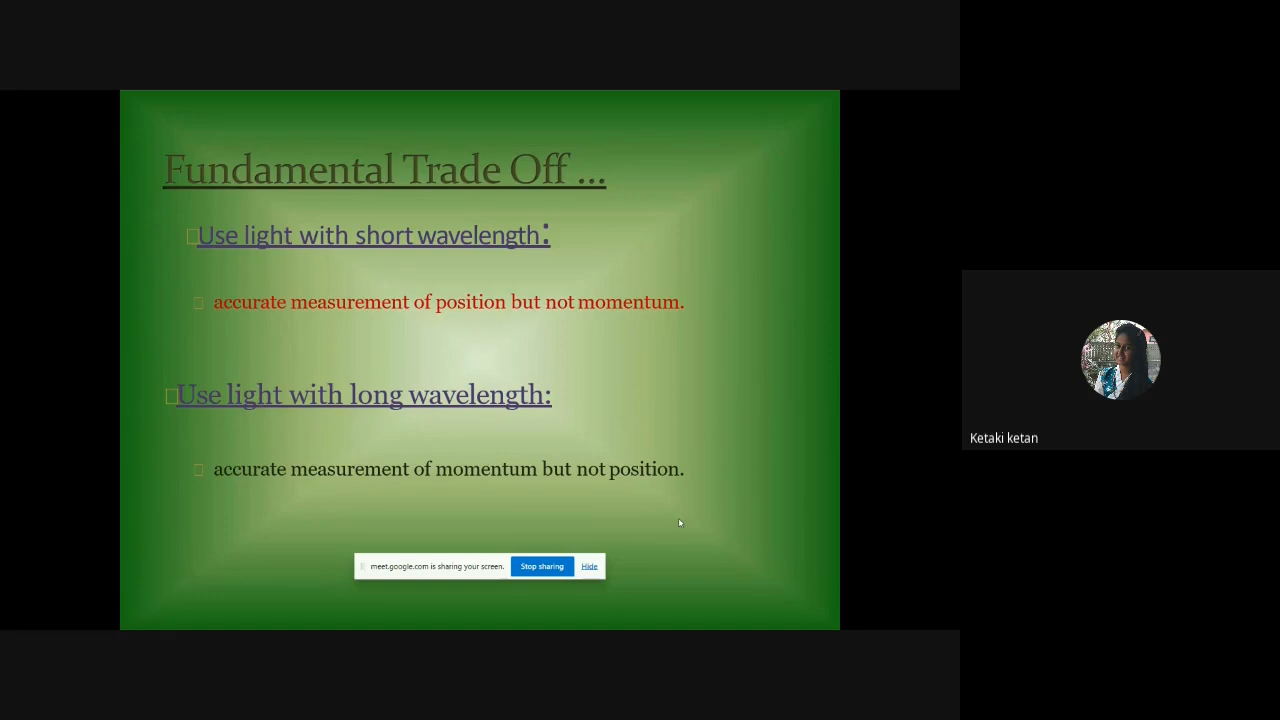 Fundamental Trade Off ...
Use light with short wavelength:
accurate measurement of position but not momentum.
Use light with long wavelength:
accurate measurement of momentum but not position.
meet.google.com is sharing your screen. Stop sharing Hide
Ketaki ketan